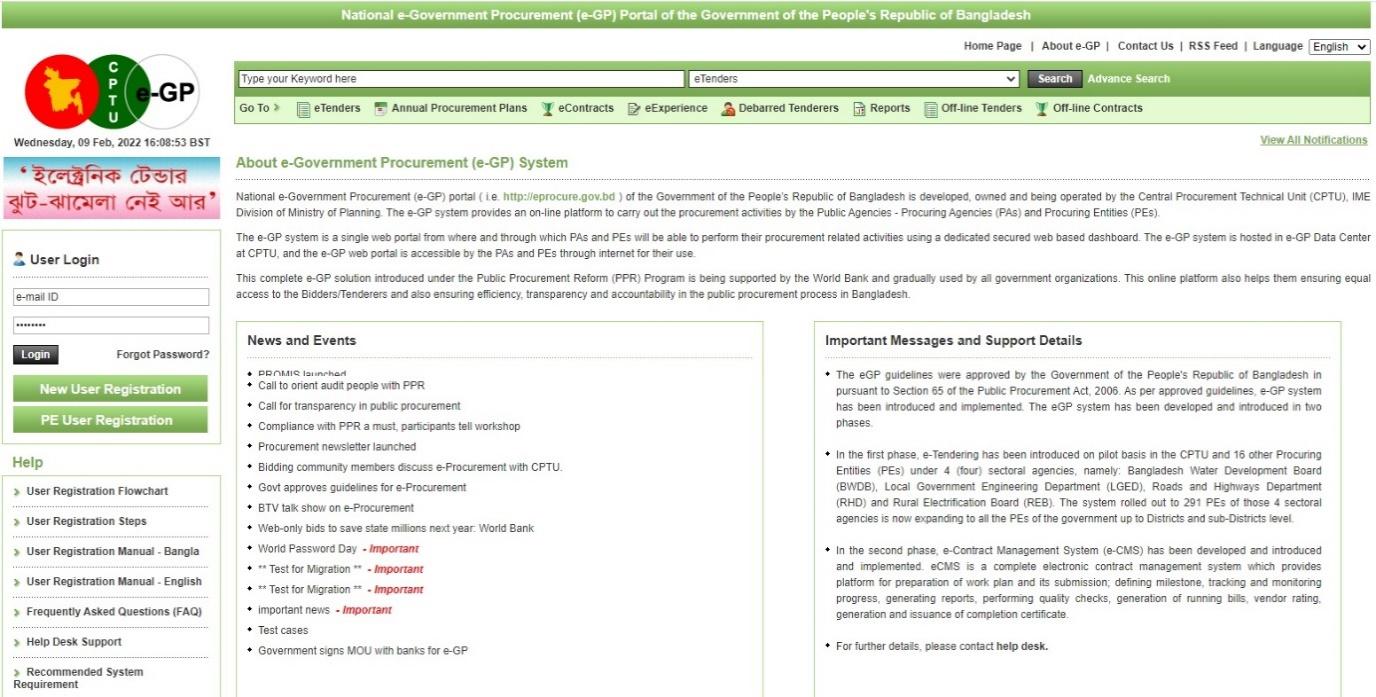 National e-Government Procurement (e-GP) Portal of the Government of the People's Republic of Bangladesh
Home Page | About e-GP | Contact Us | RSS Feed | Language English
CPTU
e-GP
Wednesday, 09 Feb, 2022 16:08:53 BST
Type your Keyword here eTenders Search Advance Search
Go To eTenders Annual Procurement Plans eContracts eExperience Debarred Tenderers Reports Off-line Tenders Off-line Contracts
View All Notifications
‘ইলেক্ট্রনিক টেন্ডার
ঝুট-ঝামেলা নেই আর’
User Login
e-mail ID
••••••••
Login Forgot Password?
New User Registration
PE User Registration
Help
User Registration Flowchart
User Registration Steps
User Registration Manual - Bangla
User Registration Manual - English
Frequently Asked Questions (FAQ)
Help Desk Support
Recommended System
Requirement
About e-Government Procurement (e-GP) System
National e-Government Procurement (e-GP) portal ( i.e. http://eprocure.gov.bd ) of the Government of the People's Republic of Bangladesh is developed, owned and being operated by the Central Procurement Technical Unit (CPTU), IME
Division of Ministry of Planning. The e-GP system provides an on-line platform to carry out the procurement activities by the Public Agencies - Procuring Agencies (PAs) and Procuring Entities (PEs).
The e-GP system is a single web portal from where and through which PAs and PEs will be able to perform their procurement related activities using a dedicated secured web based dashboard. The e-GP system is hosted in e-GP Data Center
at CPTU, and the e-GP web portal is accessible by the PAs and PEs through internet for their use.
This complete e-GP solution introduced under the Public Procurement Reform (PPR) Program is being supported by the World Bank and gradually used by all government organizations. This online platform also helps them ensuring equal
access to the Bidders/Tenderers and also ensuring efficiency, transparency and accountability in the public procurement process in Bangladesh.
News and Events
PROMIS launched
Call to orient audit people with PPR
Call for transparency in public procurement
Compliance with PPR a must, participants tell workshop
Procurement newsletter launched
Bidding community members discuss e-Procurement with CPTU.
Govt approves guidelines for e-Procurement
BTV talk show on e-Procurement
Web-only bids to save state millions next year: World Bank
World Password Day - Important
** Test for Migration ** - Important
** Test for Migration ** - Important
important news - Important
Test cases
Government signs MOU with banks for e-GP
Important Messages and Support Details
The eGP guidelines were approved by the Government of the People's Republic of Bangladesh in
pursuant to Section 65 of the Public Procurement Act, 2006. As per approved guidelines, e-GP system
has been introduced and implemented. The eGP system has been developed and introduced in two
phases.
In the first phase, e-Tendering has been introduced on pilot basis in the CPTU and 16 other Procuring
Entities (PEs) under 4 (four) sectoral agencies, namely: Bangladesh Water Development Board
(BWDB), Local Government Engineering Department (LGED), Roads and Highways Department
(RHD) and Rural Electrification Board (REB). The system rolled out to 291 PEs of those 4 sectoral
agencies is now expanding to all the PEs of the government up to Districts and sub-Districts level.
In the second phase, e-Contract Management System (e-CMS) has been developed and introduced
and implemented. eCMS is a complete electronic contract management system which provides
platform for preparation of work plan and its submission; defining milestone, tracking and monitoring
progress, generating reports, performing quality checks, generation of running bills, vendor rating,
generation and issuance of completion certificate.
For further details, please contact help desk.